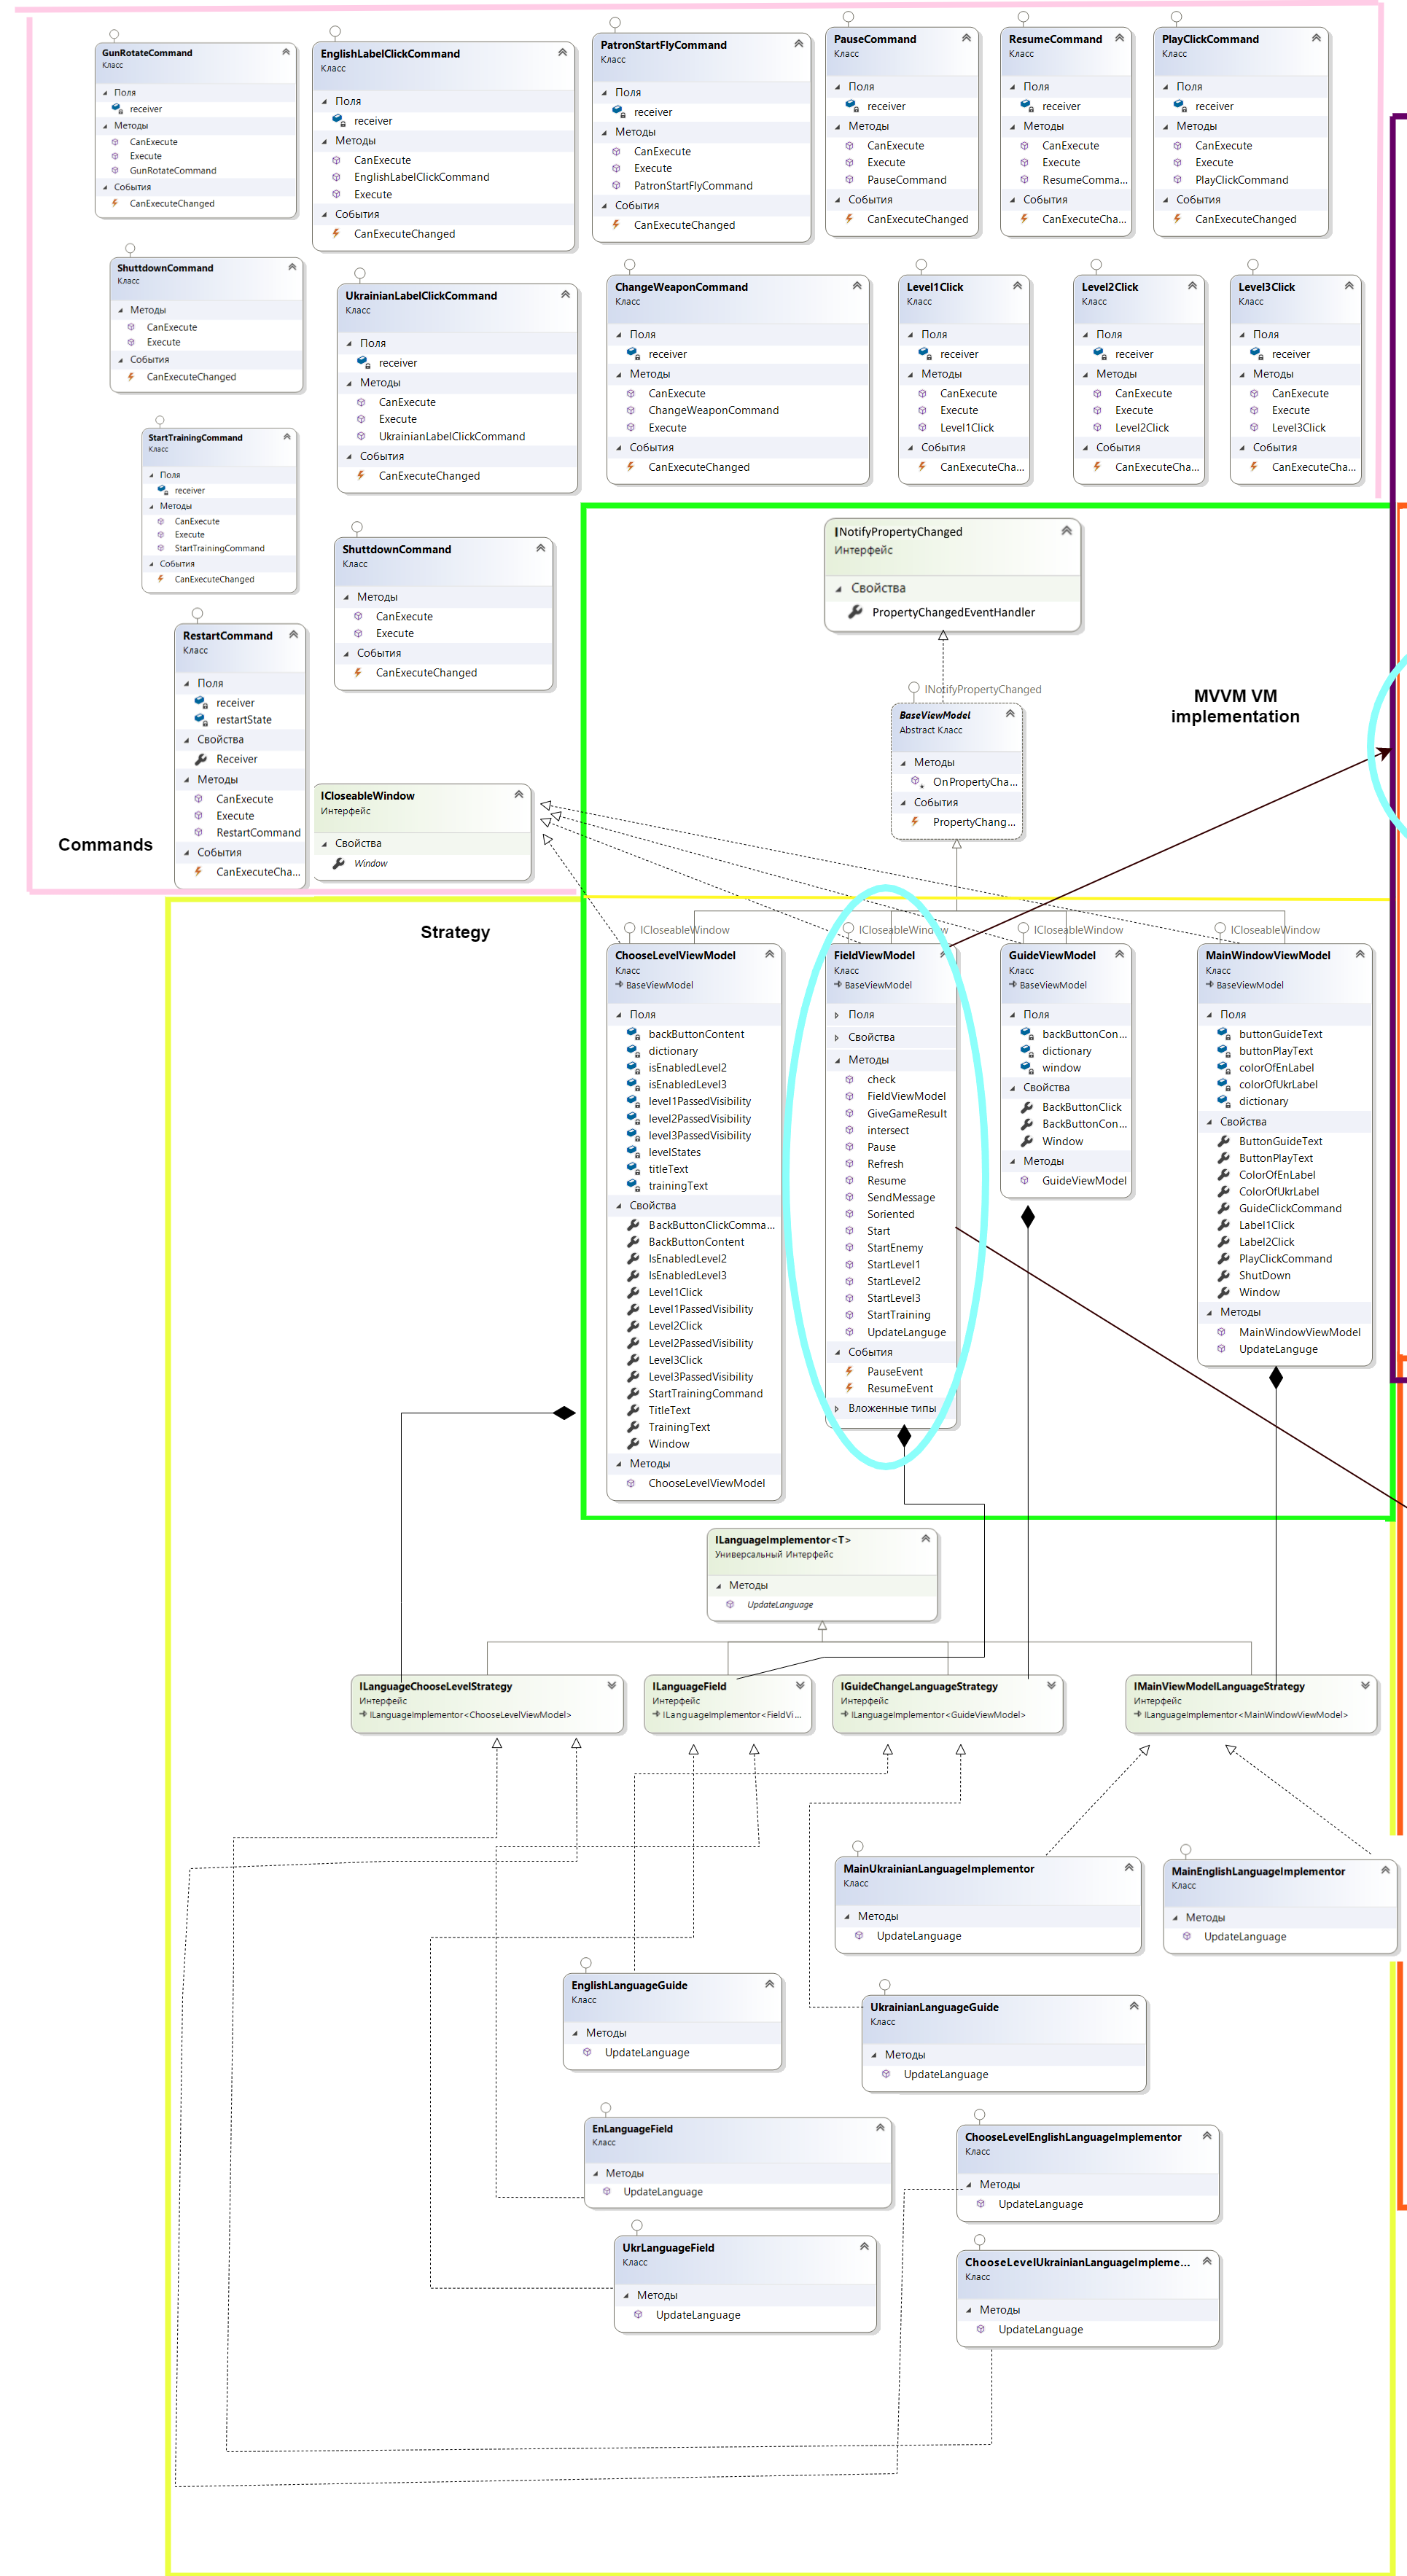 GunRotateCommand
Класс
Поля
receiver
Методы
CanExecute
Execute
GunRotateCommand
События
CanExecuteChanged
EnglishLabelClickCommand
Класс
Поля
receiver
Методы
CanExecute
EnglishLabelClickCommand
Execute
События
CanExecuteChanged
PatronStartFlyCommand
Класс
Поля
receiver
Методы
CanExecute
Execute
PatronStartFlyCommand
События
CanExecuteChanged
PauseCommand
Класс
Поля
receiver
Методы
CanExecute
Execute
PauseCommand
События
CanExecuteChanged
ResumeCommand
Класс
Поля
receiver
Методы
CanExecute
Execute
ResumeComma...
События
CanExecuteCha...
PlayClickCommand
Класс
Поля
receiver
Методы
CanExecute
Execute
PlayClickCommand
События
CanExecuteChanged
ShuttdownCommand
Класс
Методы
CanExecute
Execute
События
CanExecuteChanged
UkrainianLabelClickCommand
Класс
Поля
receiver
Методы
CanExecute
Execute
UkrainianLabelClickCommand
События
CanExecuteChanged
ChangeWeaponCommand
Класс
Поля
receiver
Методы
CanExecute
ChangeWeaponCommand
Execute
События
CanExecuteChanged
Level1Click
Класс
Поля
receiver
Методы
CanExecute
Execute
Level1Click
События
CanExecuteCha...
Level2Click
Класс
Поля
receiver
Методы
CanExecute
Execute
Level2Click
События
CanExecuteCha...
Level3Click
Класс
Поля
receiver
Методы
CanExecute
Execute
Level3Click
События
CanExecuteCha...
StartTrainingCommand
Класс
Поля
receiver
Методы
CanExecute
Execute
StartTrainingCommand
События
CanExecuteChanged
ShuttdownCommand
Класс
Методы
CanExecute
Execute
События
CanExecuteChanged
INotifyPropertyChanged
Интерфейс
Свойства
PropertyChangedEventHandler
RestartCommand
Класс
Поля
receiver
restartState
Свойства
Receiver
Методы
CanExecute
Execute
RestartCommand
События
CanExecuteCha...
INotifyPropertyChanged
BaseViewModel
Abstract Класс
Методы
OnPropertyCha...
События
PropertyChang...
MVVM VM
implementation
ICloseableWindow
Интерфейс
Свойства
Window
Commands
Strategy
ICloseableWindow
ChooseLevelViewModel
Класс
BaseViewModel
Поля
backButtonContent
dictionary
isEnabledLevel2
isEnabledLevel3
level1PassedVisibility
level2PassedVisibility
level3PassedVisibility
levelStates
titleText
trainingText
Свойства
BackButtonClickComma...
BackButtonContent
IsEnabledLevel2
IsEnabledLevel3
Level1Click
Level1PassedVisibility
Level2Click
Level2PassedVisibility
Level3Click
Level3PassedVisibility
StartTrainingCommand
TitleText
TrainingText
Window
Методы
ChooseLevelViewModel
ICloseableWindow
FieldViewModel
Класс
BaseViewModel
Поля
Свойства
Методы
check
FieldViewModel
GiveGameResult
intersect
Pause
Refresh
Resume
SendMessage
Soriented
Start
StartEnemy
StartLevel1
StartLevel2
StartLevel3
StartTraining
UpdateLanguge
События
PauseEvent
ResumeEvent
Вложенные типы
ICloseableWindow
GuideViewModel
Класс
BaseViewModel
Поля
backButtonCon...
dictionary
window
Свойства
BackButtonClick
BackButtonCon...
Window
Методы
GuideViewModel
ICloseableWindow
MainWindowViewModel
Класс
BaseViewModel
Поля
buttonGuideText
buttonPlayText
colorOfEnLabel
colorOfUkrLabel
dictionary
Свойства
ButtonGuideText
ButtonPlayText
ColorOfEnLabel
ColorOfUkrLabel
GuideClickCommand
Label1Click
Label2Click
PlayClickCommand
ShutDown
Window
Методы
MainWindowViewModel
UpdateLanguge
ILanguageImplementor<T>
Универсальный Интерфейс
Методы
UpdateLanguage
ILanguageChooseLevelStrategy
Интерфейс
ILanguageImplementor<ChooseLevelViewModel>
ILanguageField
Интерфейс
ILanguageImplementor<FieldVi...
IGuideChangeLanguageStrategy
Интерфейс
ILanguageImplementor<GuideViewModel>
IMainViewModelLanguageStrategy
Интерфейс
ILanguageImplementor<MainWindowViewModel>
MainUkrainianLanguageImplementor
Класс
Методы
UpdateLanguage
MainEnglishLanguageImplementor
Класс
Методы
UpdateLanguage
EnglishLanguageGuide
Класс
Методы
UpdateLanguage
UkrainianLanguageGuide
Класс
Методы
UpdateLanguage
EnLanguageField
Класс
Методы
UpdateLanguage
ChooseLevelEnglishLanguageImplementor
Класс
Методы
UpdateLanguage
UkrLanguageField
Класс
Методы
UpdateLanguage
ChooseLevelUkrainianLanguageImpleme...
Класс
Методы
UpdateLanguage